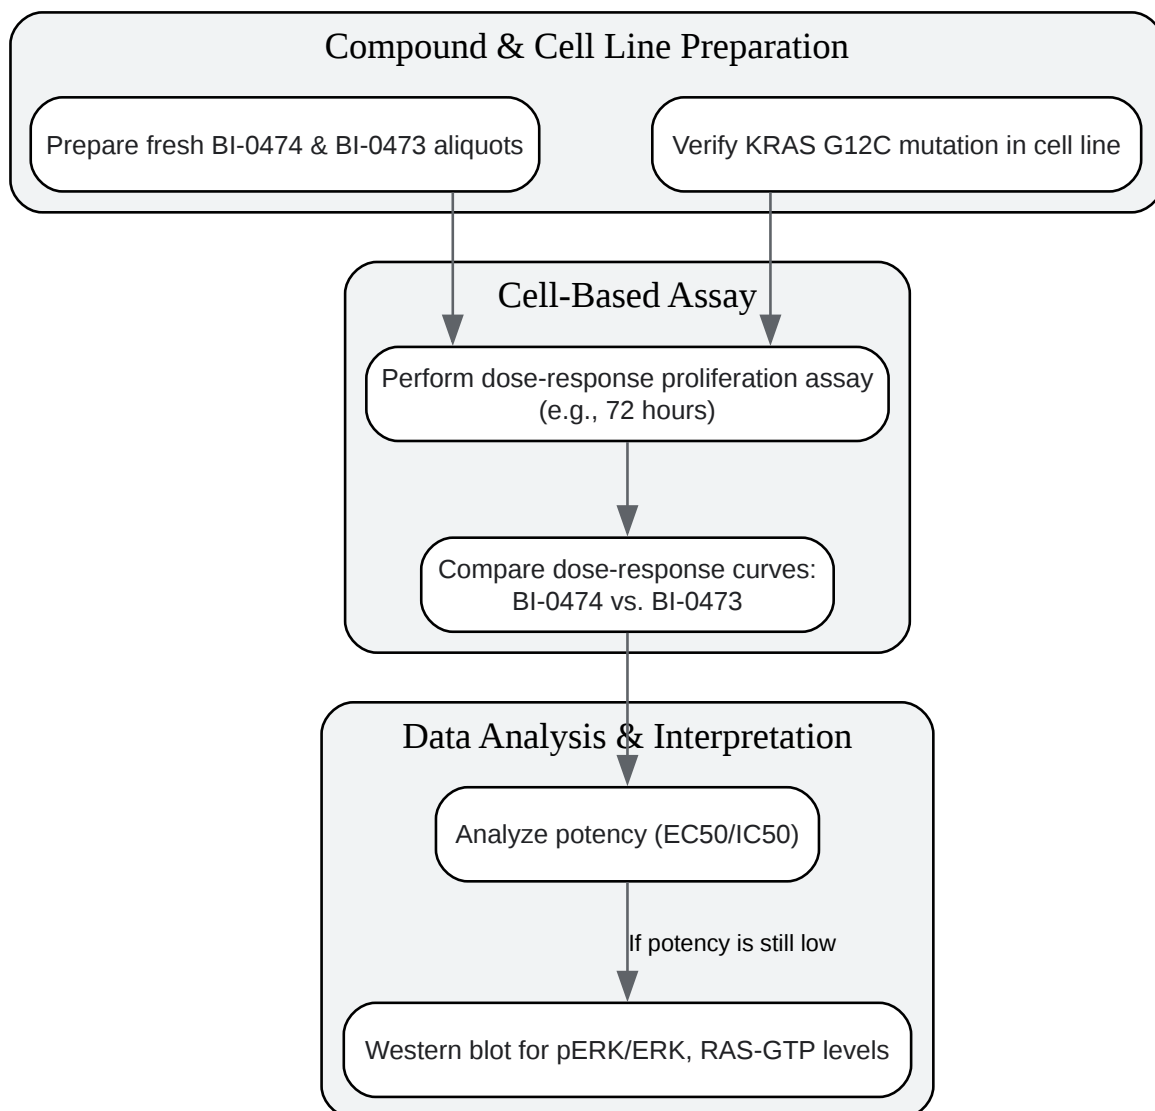 Compound & Cell Line Preparation
Prepare fresh BI-0474 & BI-0473 aliquots
Verify KRAS G12C mutation in cell line
Cell-Based Assay
Perform dose-response proliferation assay
(e.g., 72 hours)
Compare dose-response curves:
BI-0474 vs. BI-0473
Data Analysis & Interpretation
Analyze potency (EC50/IC50)
If potency is still low
Western blot for pERK/ERK, RAS-GTP levels